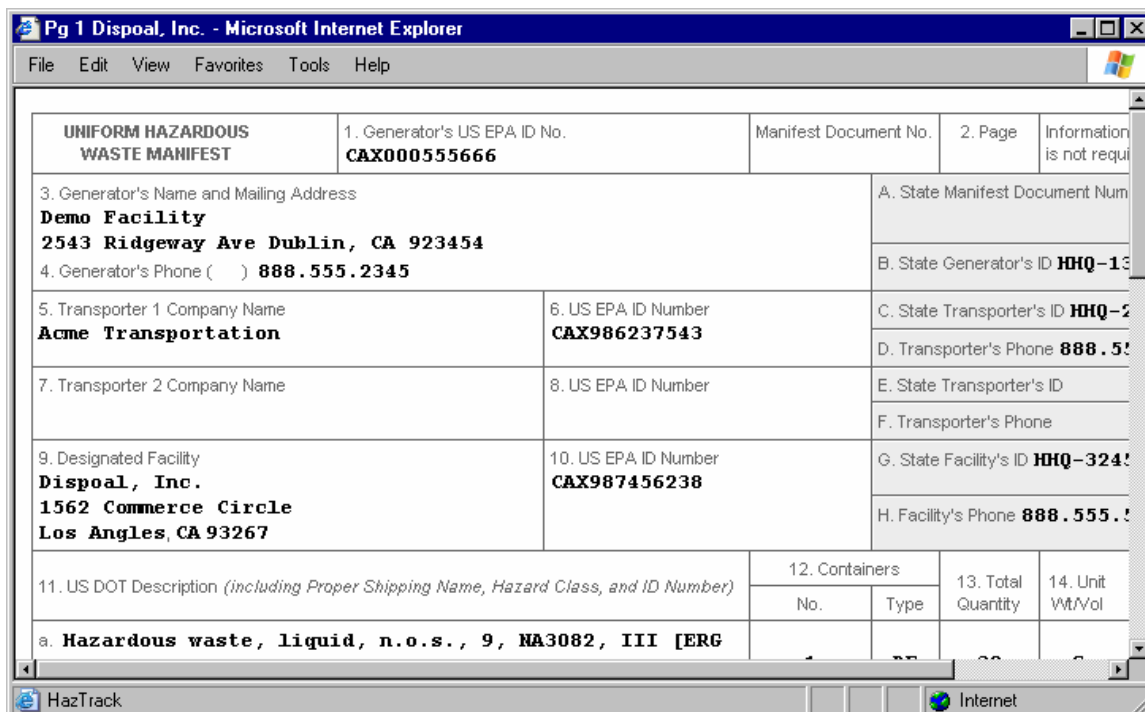 Pg 1 Dispoal, Inc. - Microsoft Internet Explorer
File Edit View Favorites Tools Help
UNIFORM HAZARDOUS
WASTE MANIFEST
1. Generator's US EPA ID No.
CAX000555666
Manifest Document No.
2. Page
Information
is not requi
3. Generator's Name and Mailing Address
Demo Facility
2543 Ridgeway Ave Dublin, CA 923454
4. Generator's Phone ( ) 888.555.2345
A. State Manifest Document Num
B. State Generator's ID HHQ-13
5. Transporter 1 Company Name
Acme Transportation
6. US EPA ID Number
CAX986237543
C. State Transporter's ID HHQ-2
D. Transporter's Phone 888.55
7. Transporter 2 Company Name
8. US EPA ID Number
E. State Transporter's ID
F. Transporter's Phone
9. Designated Facility
Dispoal, Inc.
1562 Commerce Circle
Los Angles, CA 93267
10. US EPA ID Number
CAX987456238
G. State Facility's ID HHQ-3245
H. Facility's Phone 888.555.5
11. US DOT Description (including Proper Shipping Name, Hazard Class, and ID Number)
12. Containers
No.
Type
13. Total
Quantity
14. Unit
Wt/Vol
a. Hazardous waste, liquid, n.o.s., 9, NA3082, III [ERG
HazTrack
Internet